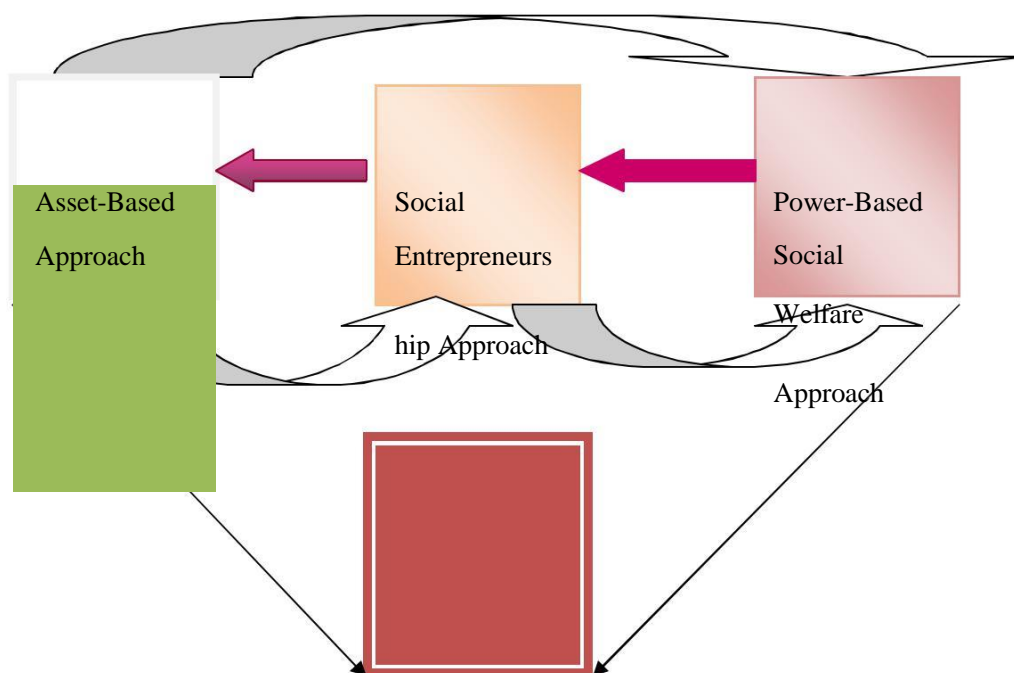 Asset-Based
Approach
Social
Entrepreneurs
hip Approach
Power-Based
Social
Welfare
Approach